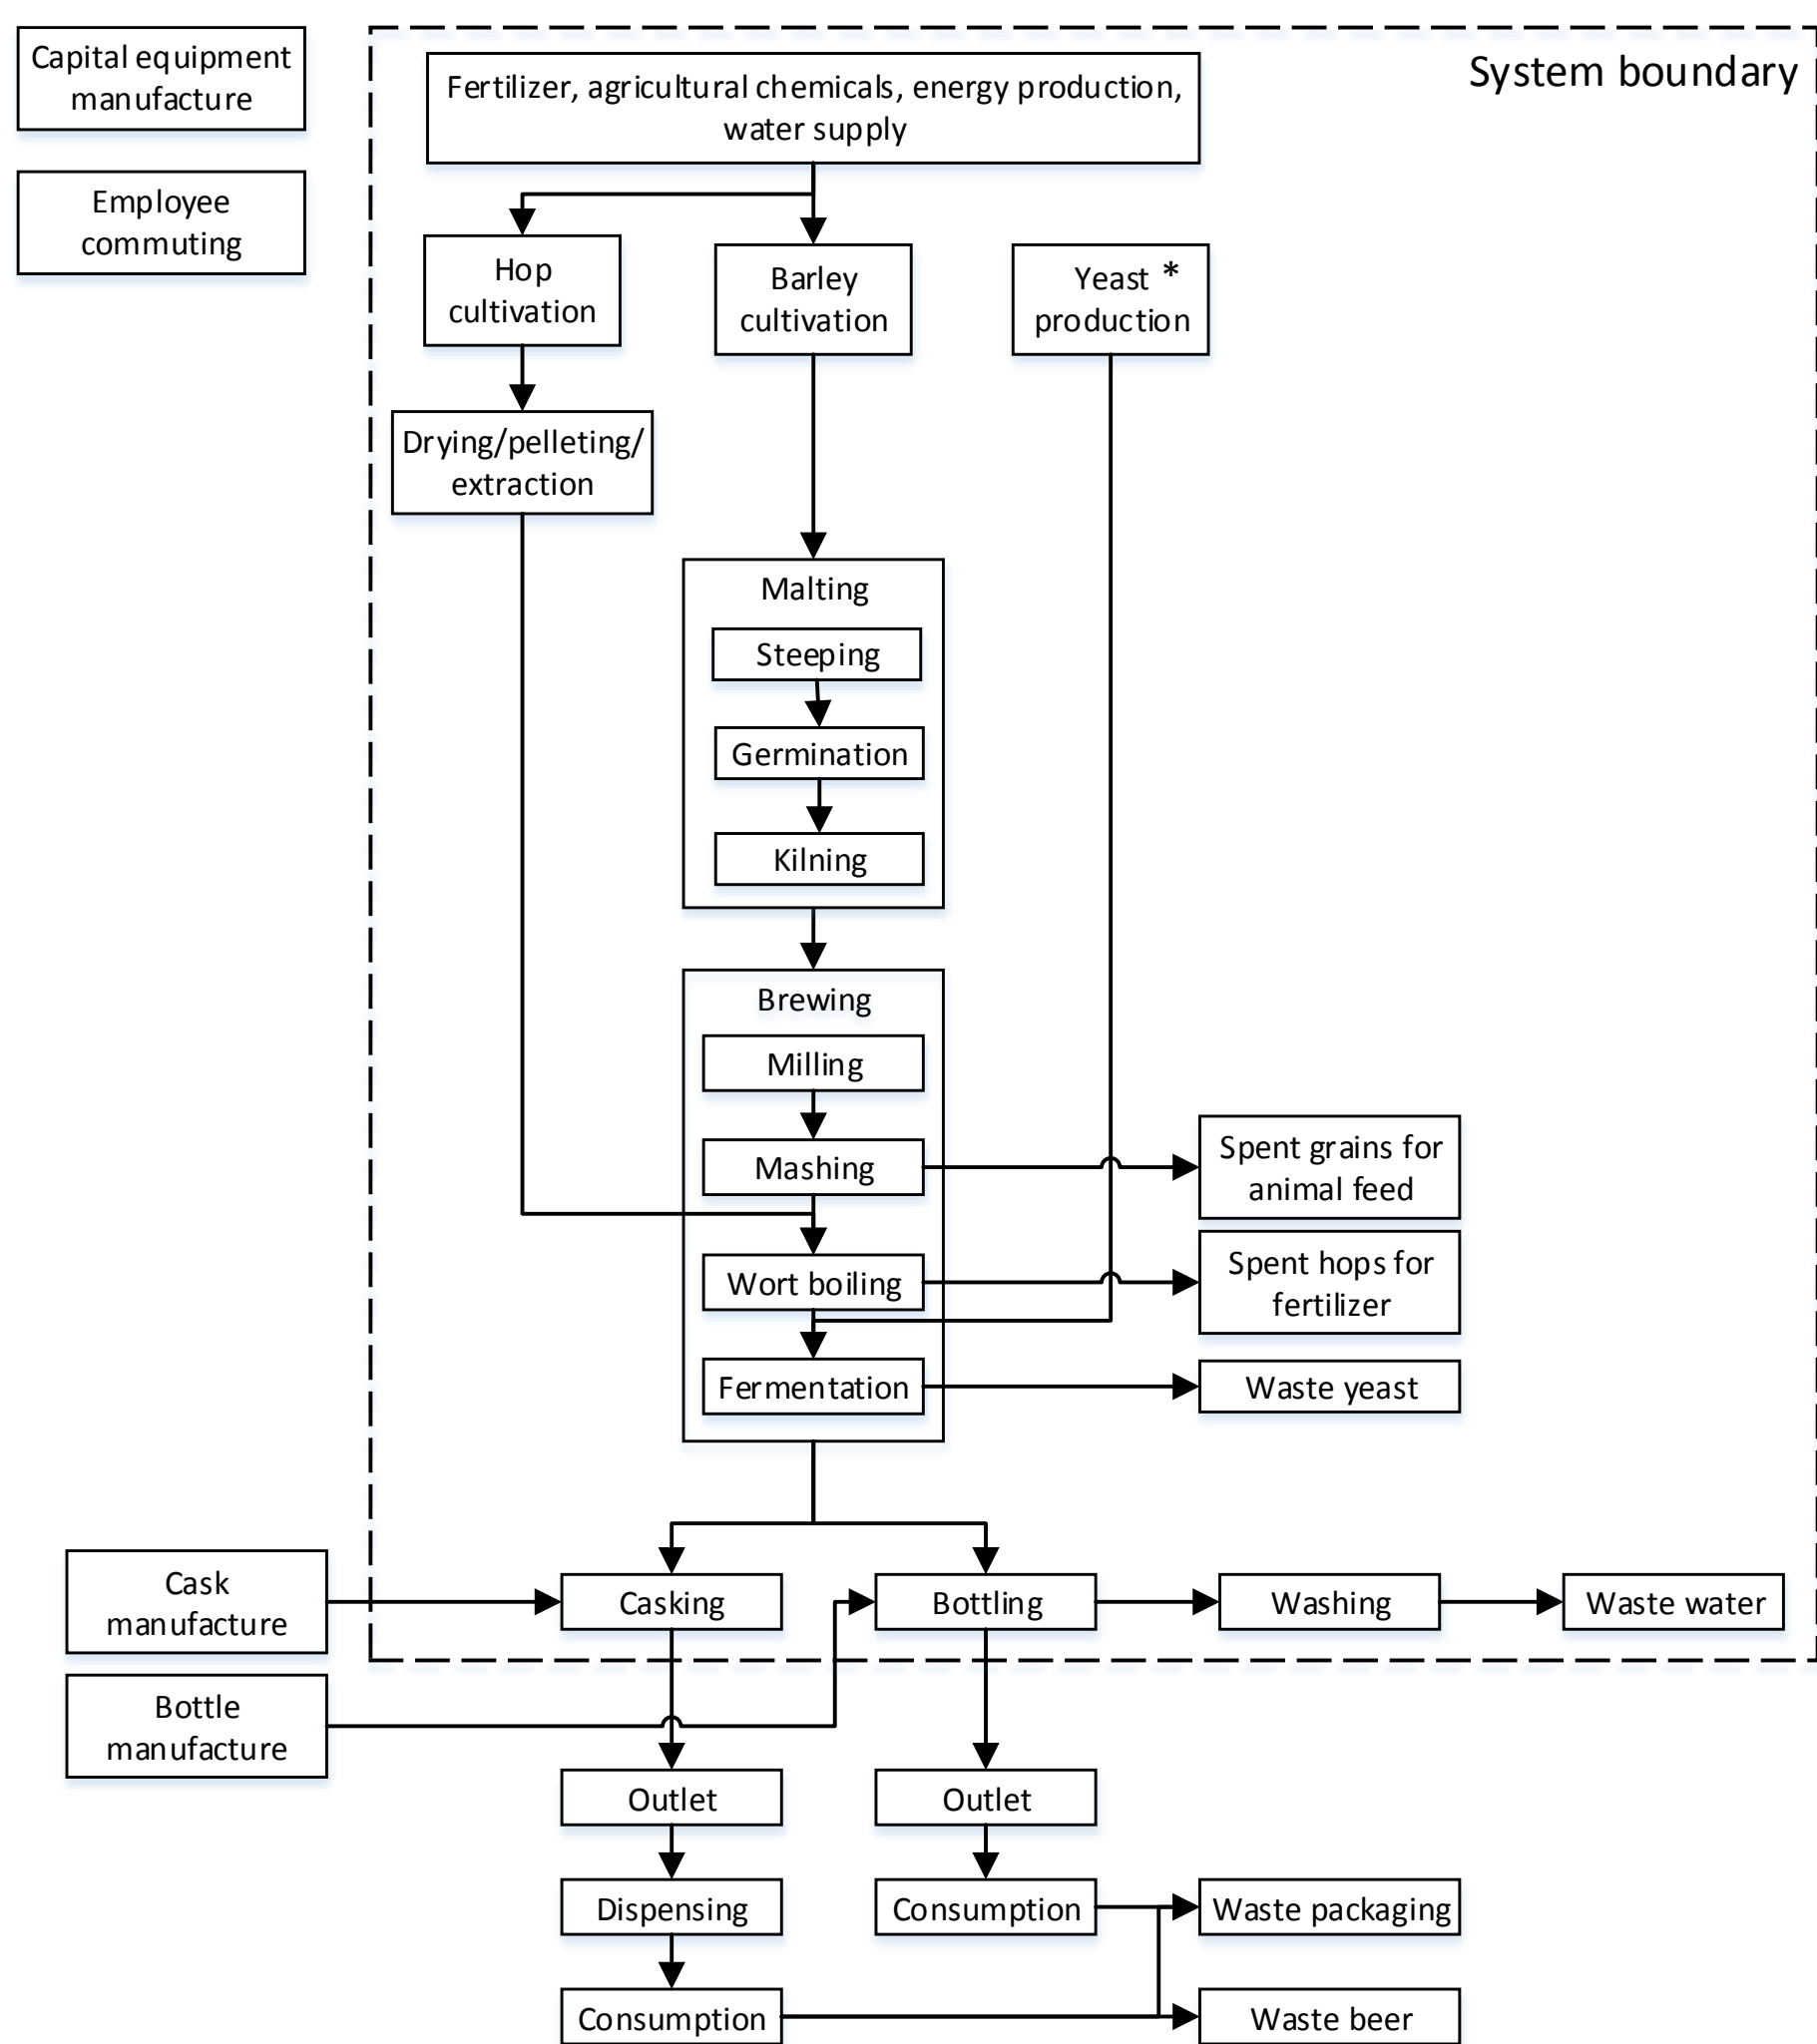 Capital equipment
manufacture
Employee
commuting
System boundary
Fertilizer, agricultural chemicals, energy production,
water supply
Hop
cultivation
Barley
cultivation
Yeast *
production
Drying/pelleting/
extraction
Malting
Steeping
Germination
Kilning
Brewing
Milling
Mashing
Spent grains for
animal feed
Wort boiling
Spent hops for
fertilizer
Fermentation
Waste yeast
Cask
manufacture
Casking
Bottling
Washing
Waste water
Bottle
manufacture
Outlet
Outlet
Dispensing
Consumption
Waste packaging
Consumption
Waste beer